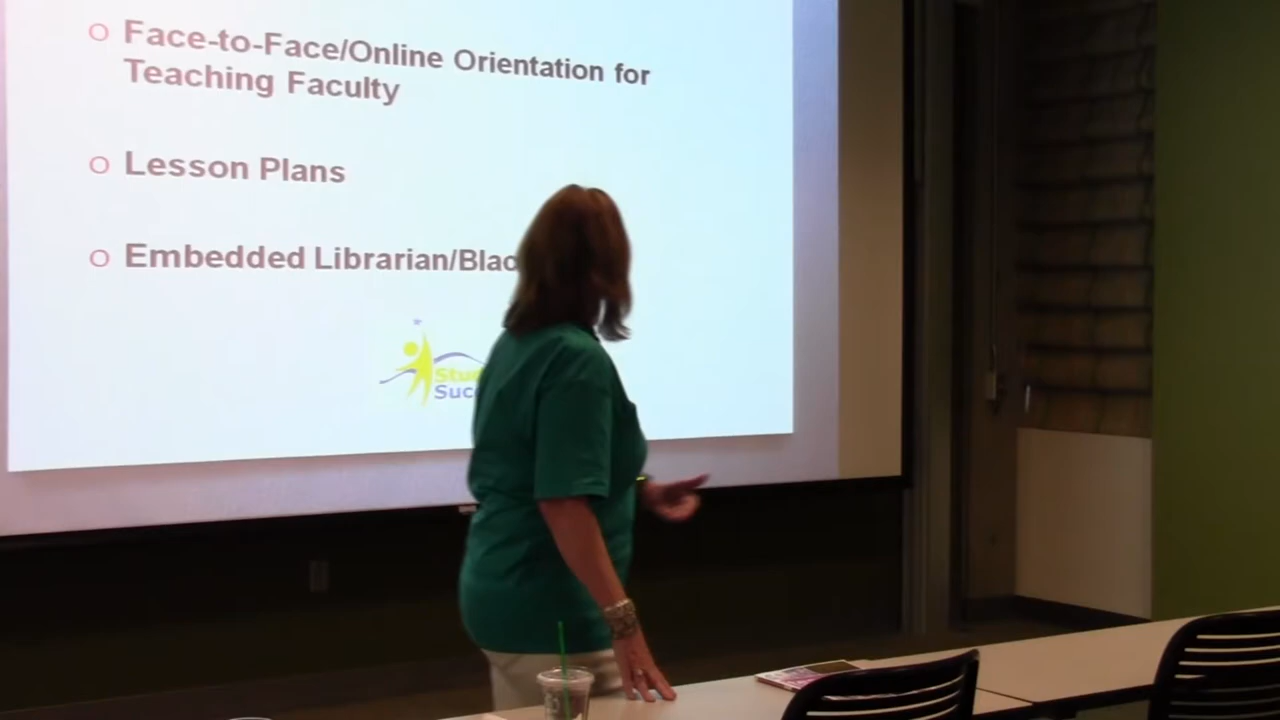 Face-to-Face/Online Orientation for
Teaching Faculty
Lesson Plans
Embedded Librarian/Blac
Stu
Suc